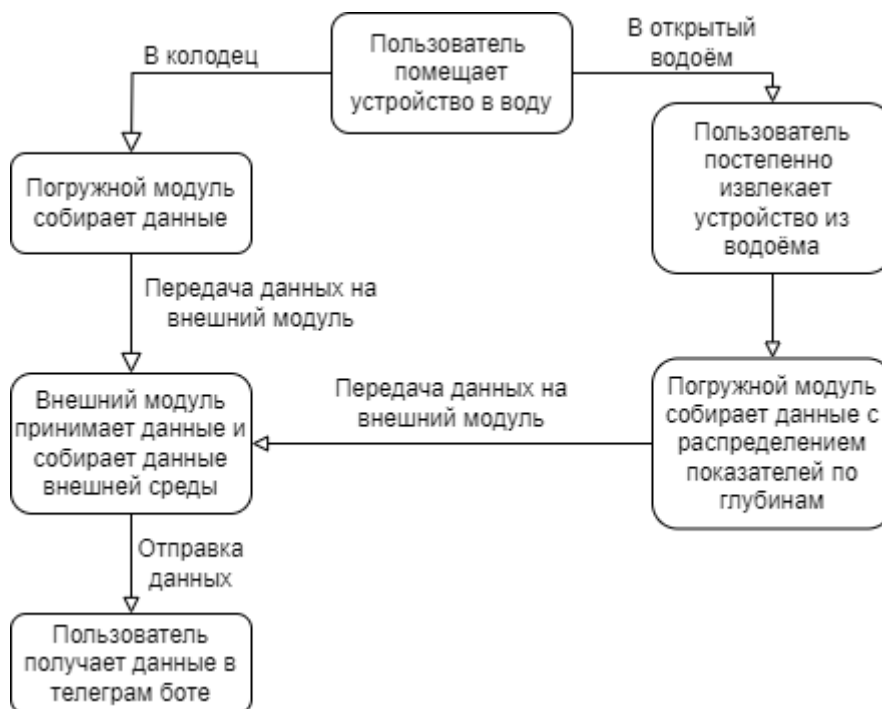 Пользователь
помещает
устройство в воду
В колодец
В открытый
водоём
Погружной модуль
собирает данные
Пользователь
постепенно
извлекает
устройство из
водоёма
Передача данных на
внешний модуль
Внешний модуль
принимает данные и
собирает данные
внешней среды
Передача данных на
внешний модуль
Погружной модуль
собирает данные с
распределением
показателей по
глубинам
Отправка
данных
Пользователь
получает данные в
телеграм боте